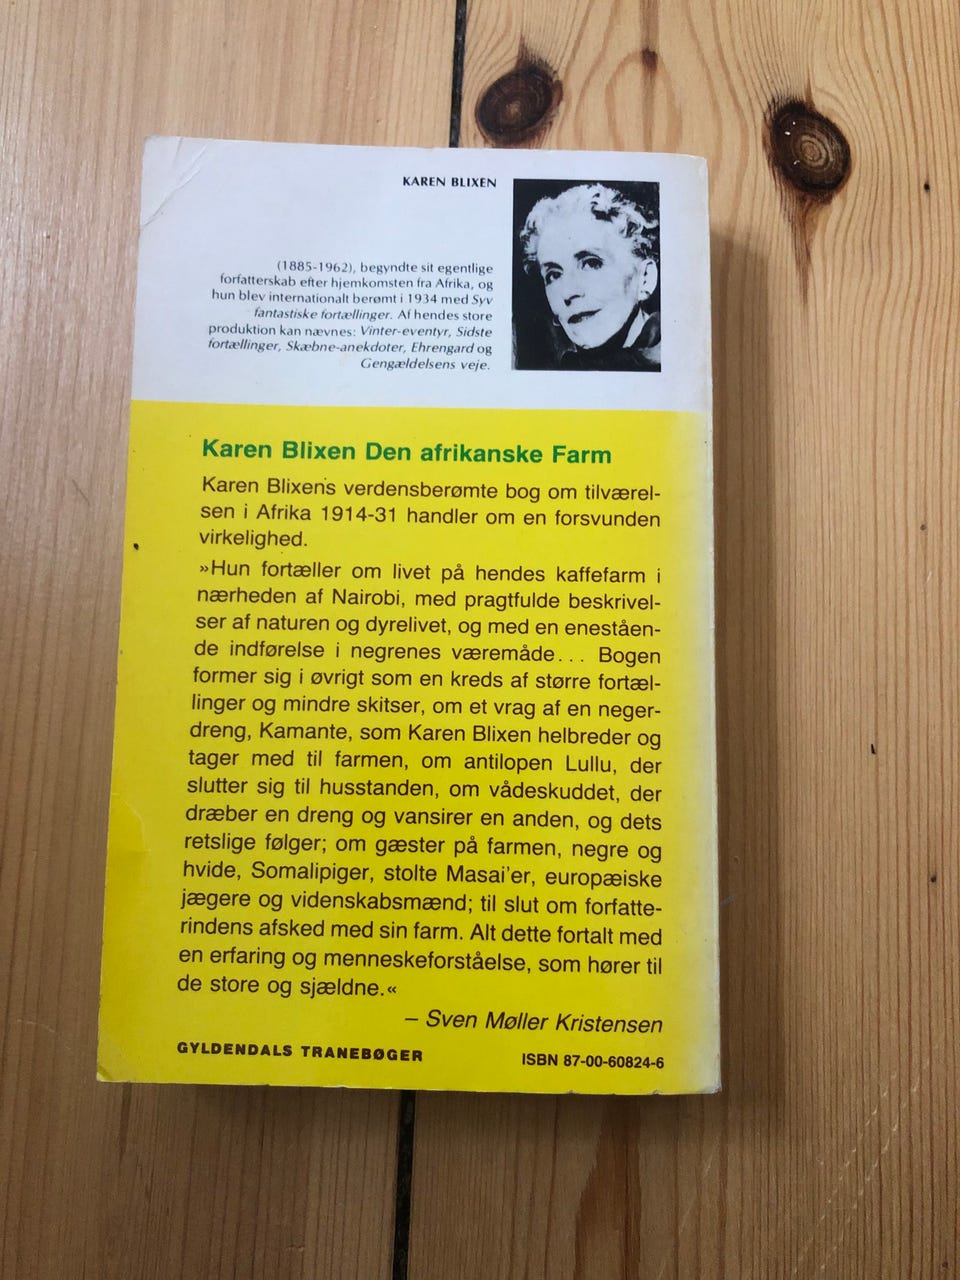 KAREN BLIXEN
(1885-1962), begyndte sit egentlige
forfatterskab efter hjemkomsten fra Afrika, og
hun blev internationalt berømt i 1934 med Syv
fantastiske fortællinger. Af hendes store
produktion kan nævnes: Vinter-eventyr, Sidste
fortællinger, Skæbne-anekdoter, Ehrengard og
Gengældelsens veje.
Karen Blixen Den afrikanske Farm
Karen Blixens verdensberømte bog om tilværel-
sen i Afrika 1914-31 handler om en forsvunden
virkelighed.
»Hun fortæller om livet på hendes kaffefarm i
nærheden af Nairobi, med pragtfulde beskrivel-
ser af naturen og dyrelivet, og med en eneståen-
de indførelse i negrenes væremåde... Bogen
former sig i øvrigt som en kreds af større fortæl-
linger og mindre skitser, om et vrag af en neger-
dreng, Kamante, som Karen Blixen helbreder og
tager med til farmen, om antilopen Lullu, der
slutter sig til husstanden, om vådeskuddet, der
dræber en dreng og vansirer en anden, og dets
retslige følger; om gæster på farmen, negre og
hvide, Somalipiger, stolte Masai'er, europæiske
jægere og videnskabsmænd; til slut om forfatte-
rindens afsked med sin farm. Alt dette fortalt med
en erfaring og menneskeforståelse, som hører til
de store og sjældne.«
– Sven Møller Kristensen
GYLDENDALS TRANEBØGER
ISBN 87-00-60824-6